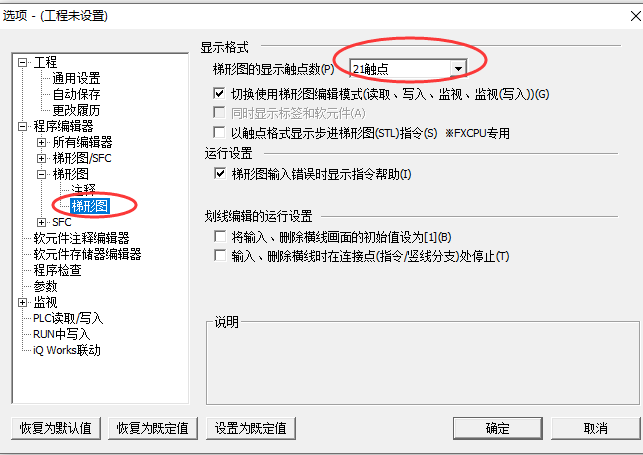 选项 - (工程未设置)
工程
通用设置
自动保存
更改履历
程序编辑器
所有编辑器
梯形图/SFC
梯形图
注释
梯形图
SFC
软元件注释编辑器
软元件存储器编辑器
程序检查
参数
监视
PLC读取/写入
RUN中写入
iQ Works联动
显示格式
梯形图的显示触点数(P) 21触点
切换使用梯形图编辑模式(读取、写入、监视、监视(写入))(G)
同时显示标签和软元件(A)
以触点格式显示步进梯形图(STL)指令(S) ※FXCPU专用
运行设置
梯形图输入错误时显示指令帮助(I)
划线编辑的运行设置
将输入、删除横线画面的初始值设为[1](B)
输入、删除横线时在连接点(指令/竖线分支)处停止(T)
说明
恢复为默认值 恢复为既定值 设置为既定值 确定 取消